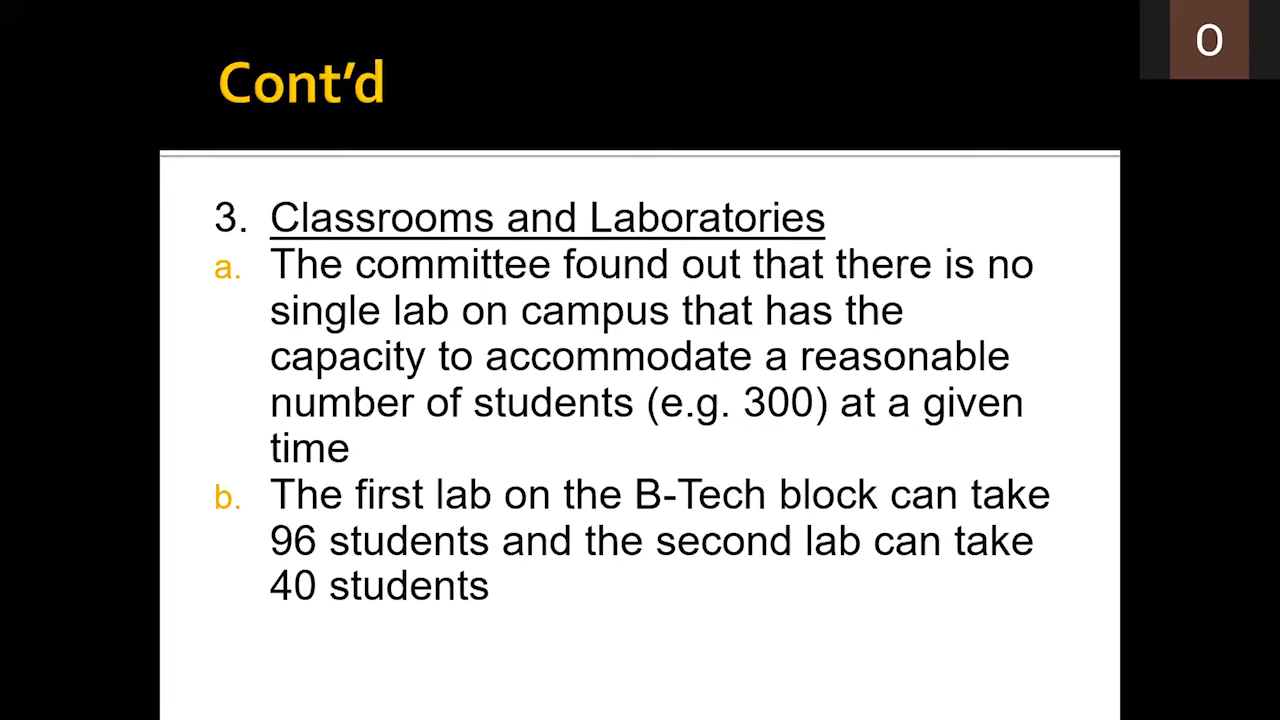 O
Cont’d
3. Classrooms and Laboratories
a. The committee found out that there is no
single lab on campus that has the
capacity to accommodate a reasonable
number of students (e.g. 300) at a given
time
b. The first lab on the B-Tech block can take
96 students and the second lab can take
40 students